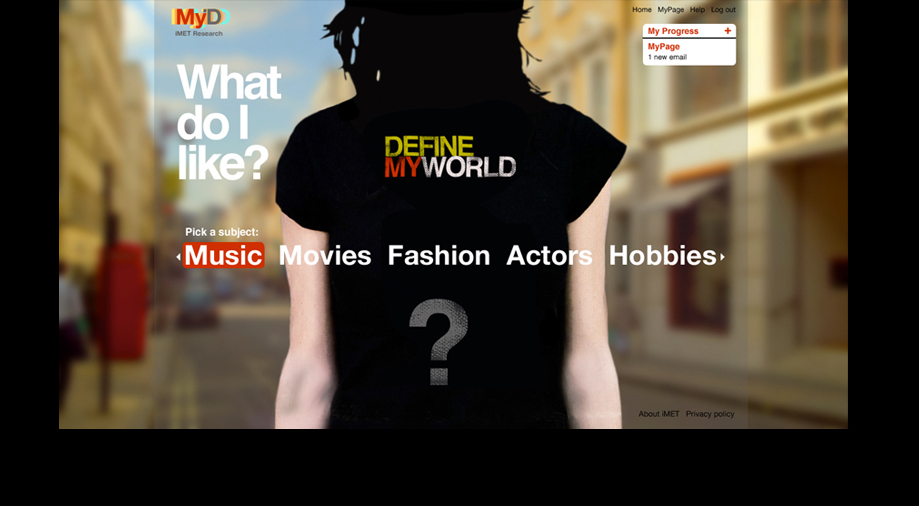 MyiD
iMET Research
Home MyPage Help Log out
My Progress +
MyPage
1 new email
What
do I
like?
DEFINE
MYWORLD
Pick a subject:
Music Movies Fashion Actors Hobbies
?
About iMET Privacy policy